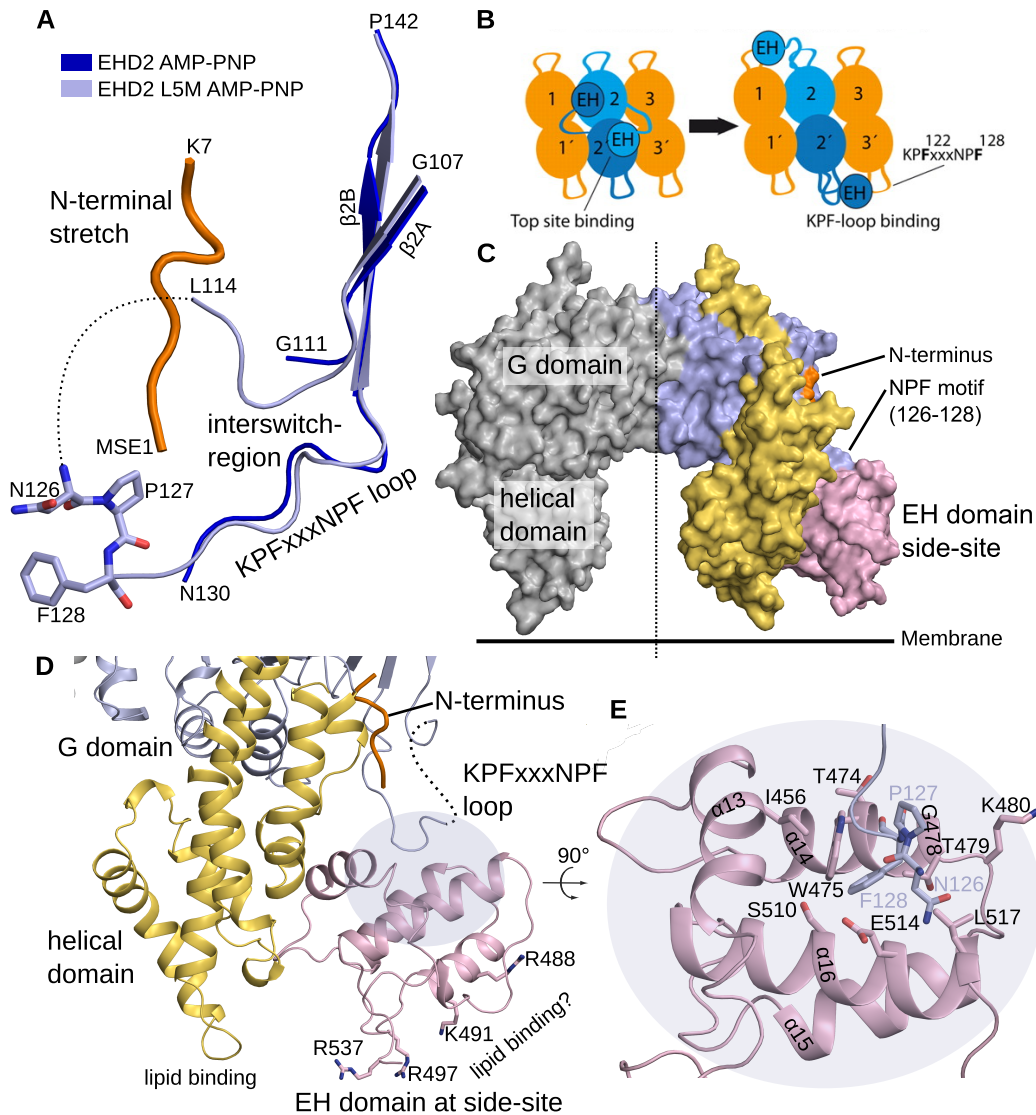 A
P142
EHD2 AMP-PNP
EHD2 L5M AMP-PNP
K7
G107
N-terminal
stretch
β2B
β2A
L114
G111
interswitch-
region
MSE1
N126
P127
KPFxxxNPF loop
F128
N130
B
EH
EH
1
2
3
1´
2´
3´
Top site binding
EH
1
2
3
1´
2´
3´
EH
122
128
KPFxxxNPF
KPF-loop binding
C
G domain
helical
domain
N-terminus
NPF motif
(126-128)
EH domain
side-site
Membrane
D
N-terminus
G domain
KPFxxxNPF
loop
90°
helical
domain
R488
K491
R537
R497
lipid binding
lipid binding?
EH domain at side-site
E
T474
P127
K480
I456
α13
α14
G478
T479
W475
N126
F128
S510
E514
L517
α16
α15